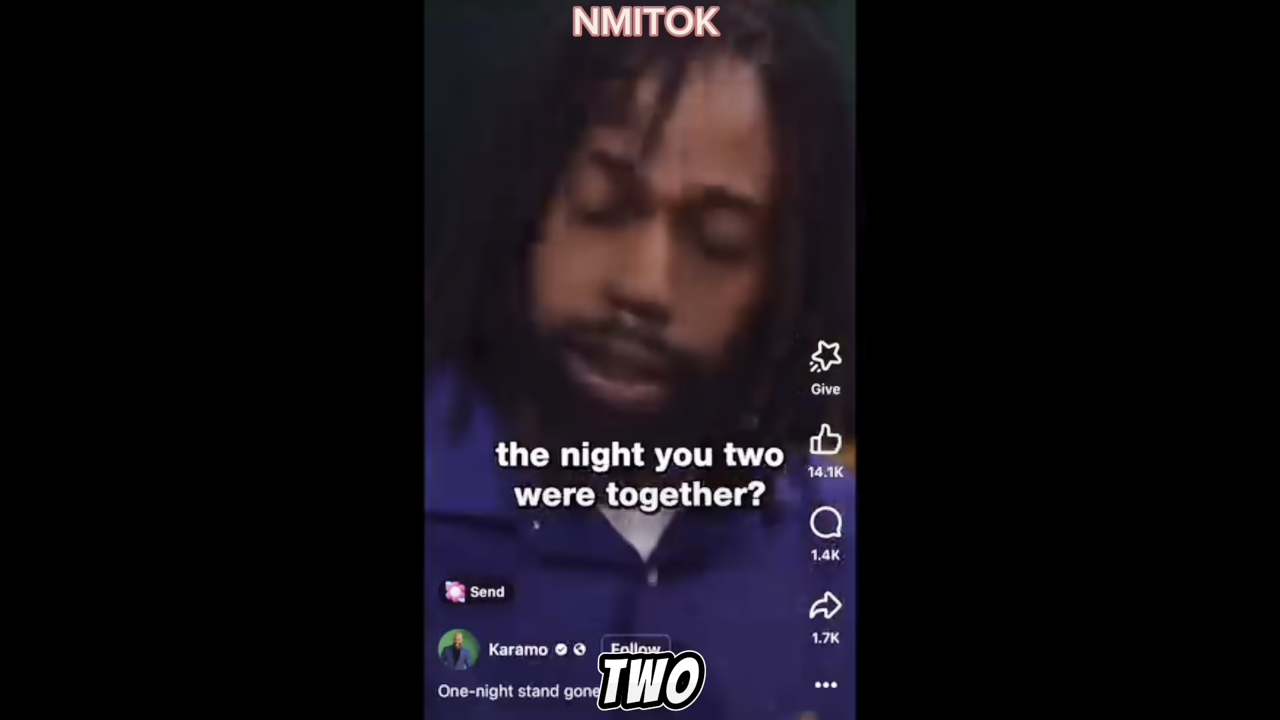 NMITOK
Give
14.1K
the night you two
were together?
1.4K
Send
1.7K
Karamo
Follow
One-night stand gone
TWO